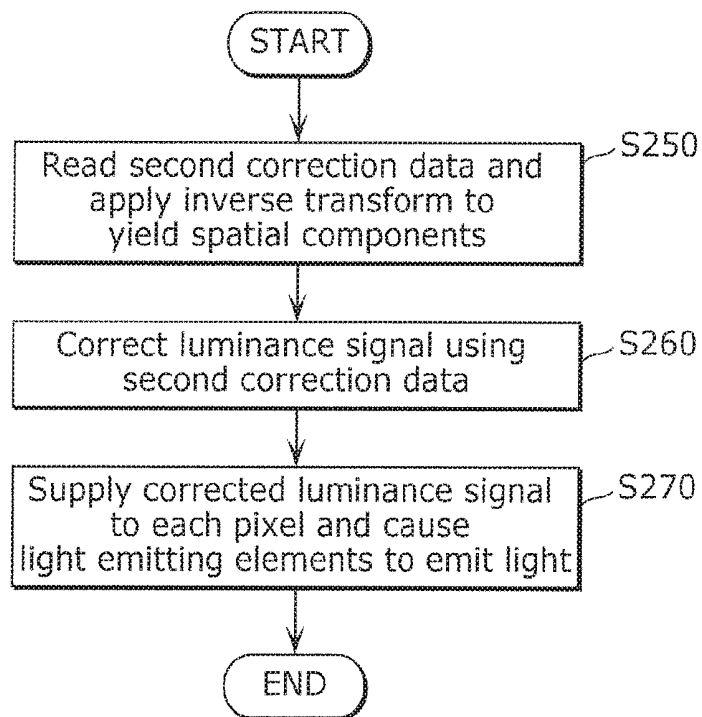 START
S250
Read second correction data and
apply inverse transform to
yield spatial components
S260
Correct luminance signal using
second correction data
S270
Supply corrected luminance signal
to each pixel and cause
light emitting elements to emit light
END